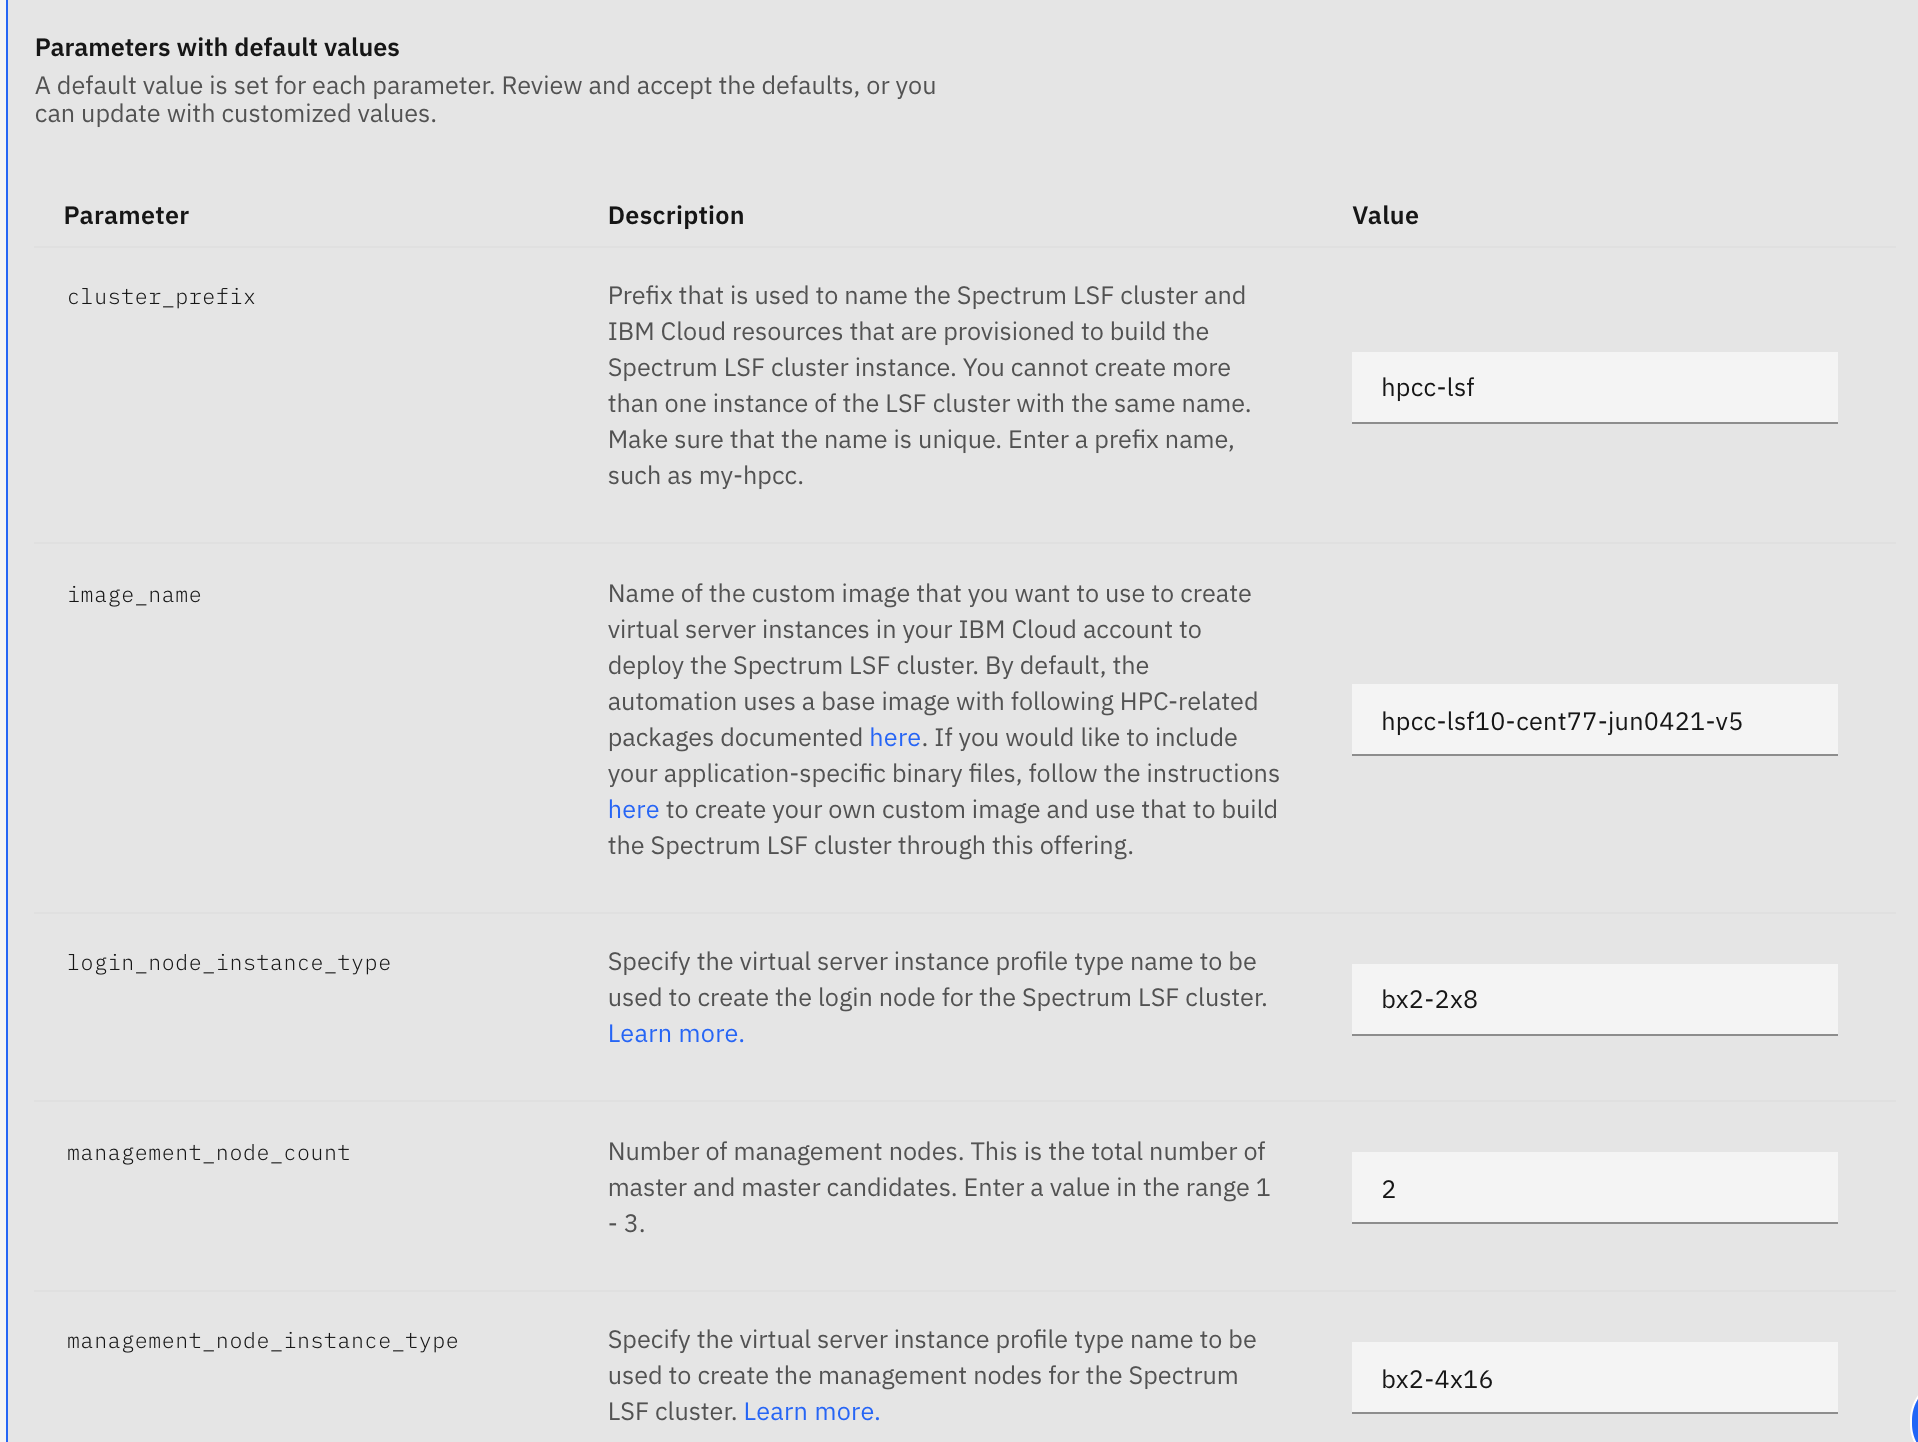 Parameters with default values
A default value is set for each parameter. Review and accept the defaults, or you
can update with customized values.
Parameter Description Value
cluster_prefix
Prefix that is used to name the Spectrum LSF cluster and
IBM Cloud resources that are provisioned to build the
Spectrum LSF cluster instance. You cannot create more
than one instance of the LSF cluster with the same name.
Make sure that the name is unique. Enter a prefix name,
such as my-hpcc.
hpcc-lsf
image_name
Name of the custom image that you want to use to create
virtual server instances in your IBM Cloud account to
deploy the Spectrum LSF cluster. By default, the
automation uses a base image with following HPC-related
packages documented here. If you would like to include
your application-specific binary files, follow the instructions
here to create your own custom image and use that to build
the Spectrum LSF cluster through this offering.
hpcc-lsf10-cent77-jun0421-v5
login_node_instance_type
Specify the virtual server instance profile type name to be
used to create the login node for the Spectrum LSF cluster.
Learn more.
bx2-2x8
management_node_count
Number of management nodes. This is the total number of
master and master candidates. Enter a value in the range 1
- 3.
2
management_node_instance_type
Specify the virtual server instance profile type name to be
used to create the management nodes for the Spectrum
LSF cluster. Learn more.
bx2-4x16